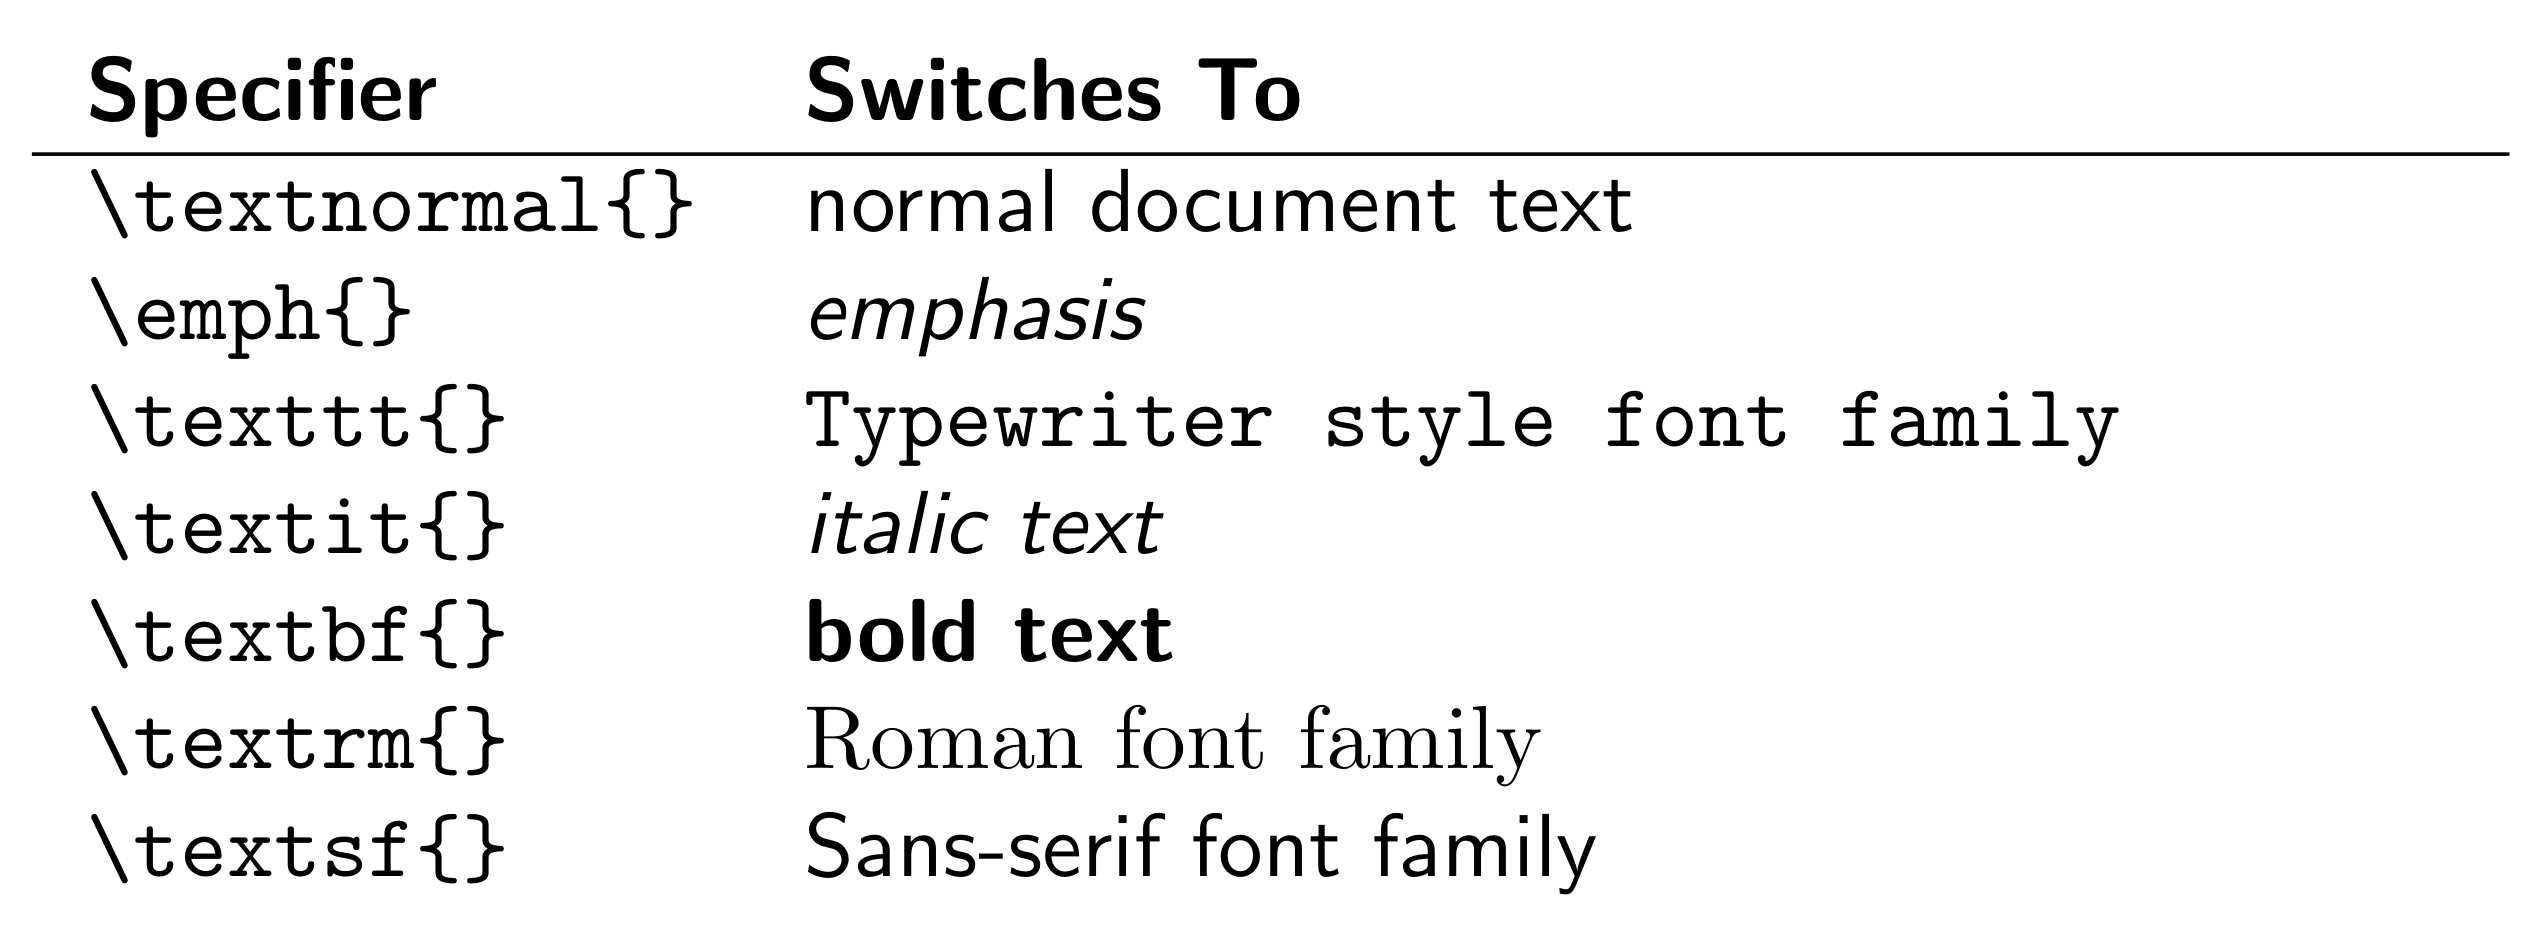 Specifier Switches To
\textnormal{} normal document text
\emph{} emphasis
\texttt{} Typewriter style font family
\textit{} italic text
\textbf{} bold text
\textrm{} Roman font family
\textsf{} Sans-serif font family